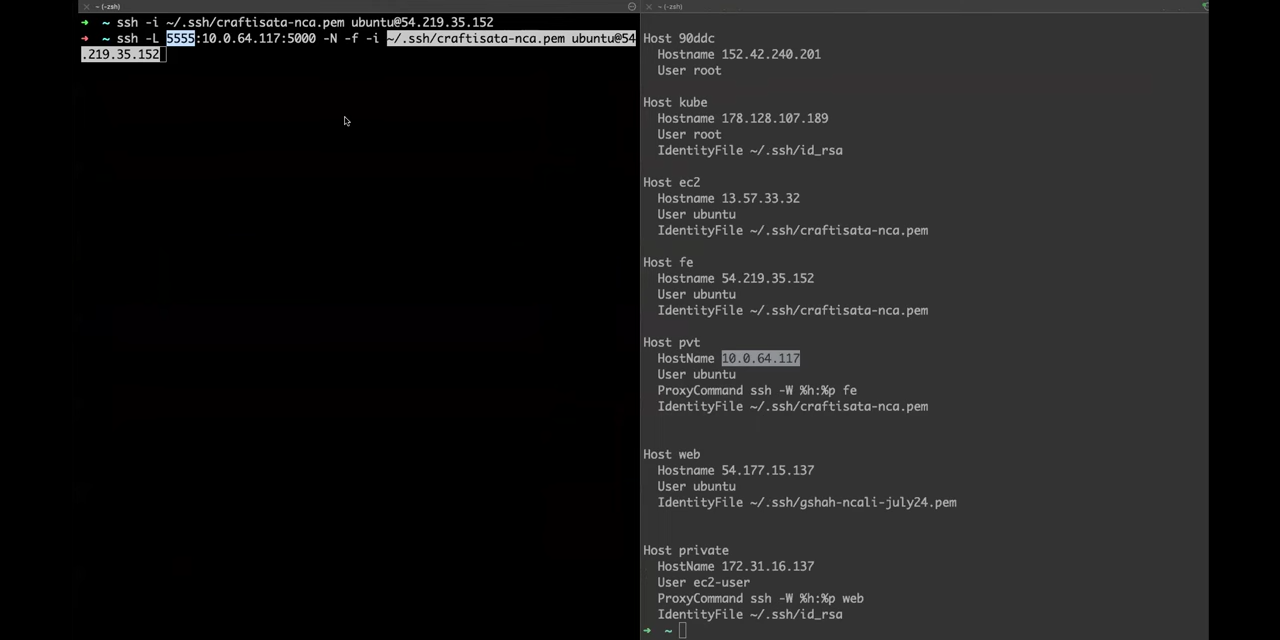 ~ (-zsh)
➜ ~ ssh -i ~/.ssh/craftisata-nca.pem ubuntu@54.219.35.152
➜ ~ ssh -L 5555:10.0.64.117:5000 -N -f -i ~/.ssh/craftisata-nca.pem ubuntu@54
.219.35.152
~ (-zsh)
Host 90ddc
Hostname 152.42.240.201
User root
Host kube
Hostname 178.128.107.189
User root
IdentityFile ~/.ssh/id_rsa
Host ec2
Hostname 13.57.33.32
User ubuntu
IdentityFile ~/.ssh/craftisata-nca.pem
Host fe
Hostname 54.219.35.152
User ubuntu
IdentityFile ~/.ssh/craftisata-nca.pem
Host pvt
HostName 10.0.64.117
User ubuntu
ProxyCommand ssh -W %h:%p fe
IdentityFile ~/.ssh/craftisata-nca.pem
Host web
Hostname 54.177.15.137
User ubuntu
IdentityFile ~/.ssh/gshah-ncali-july24.pem
Host private
HostName 172.31.16.137
User ec2-user
ProxyCommand ssh -W %h:%p web
IdentityFile ~/.ssh/id_rsa
➜ ~